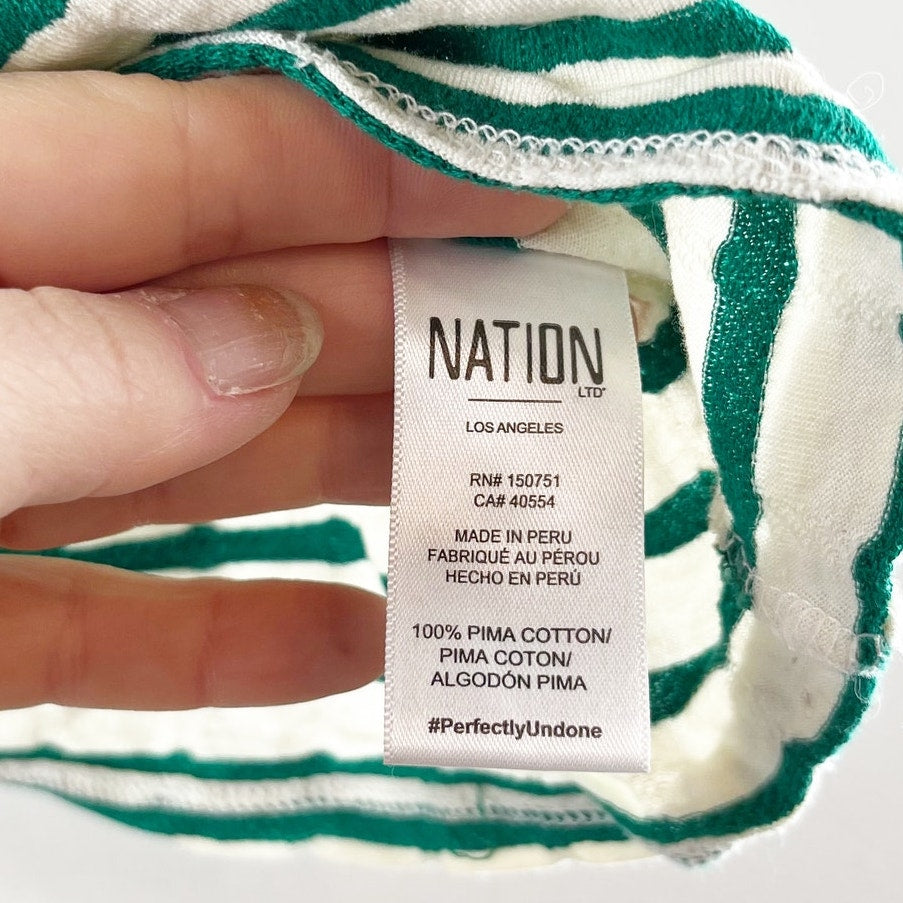 NATION
LTD
LOS ANGELES
RN# 150751
CA# 40554
MADE IN PERU
FABRIQUÉ AU PÉROU
HECHO EN PERÚ
100% PIMA COTTON/
PIMA COTON/
ALGODÓN PIMA
#PerfectlyUndone